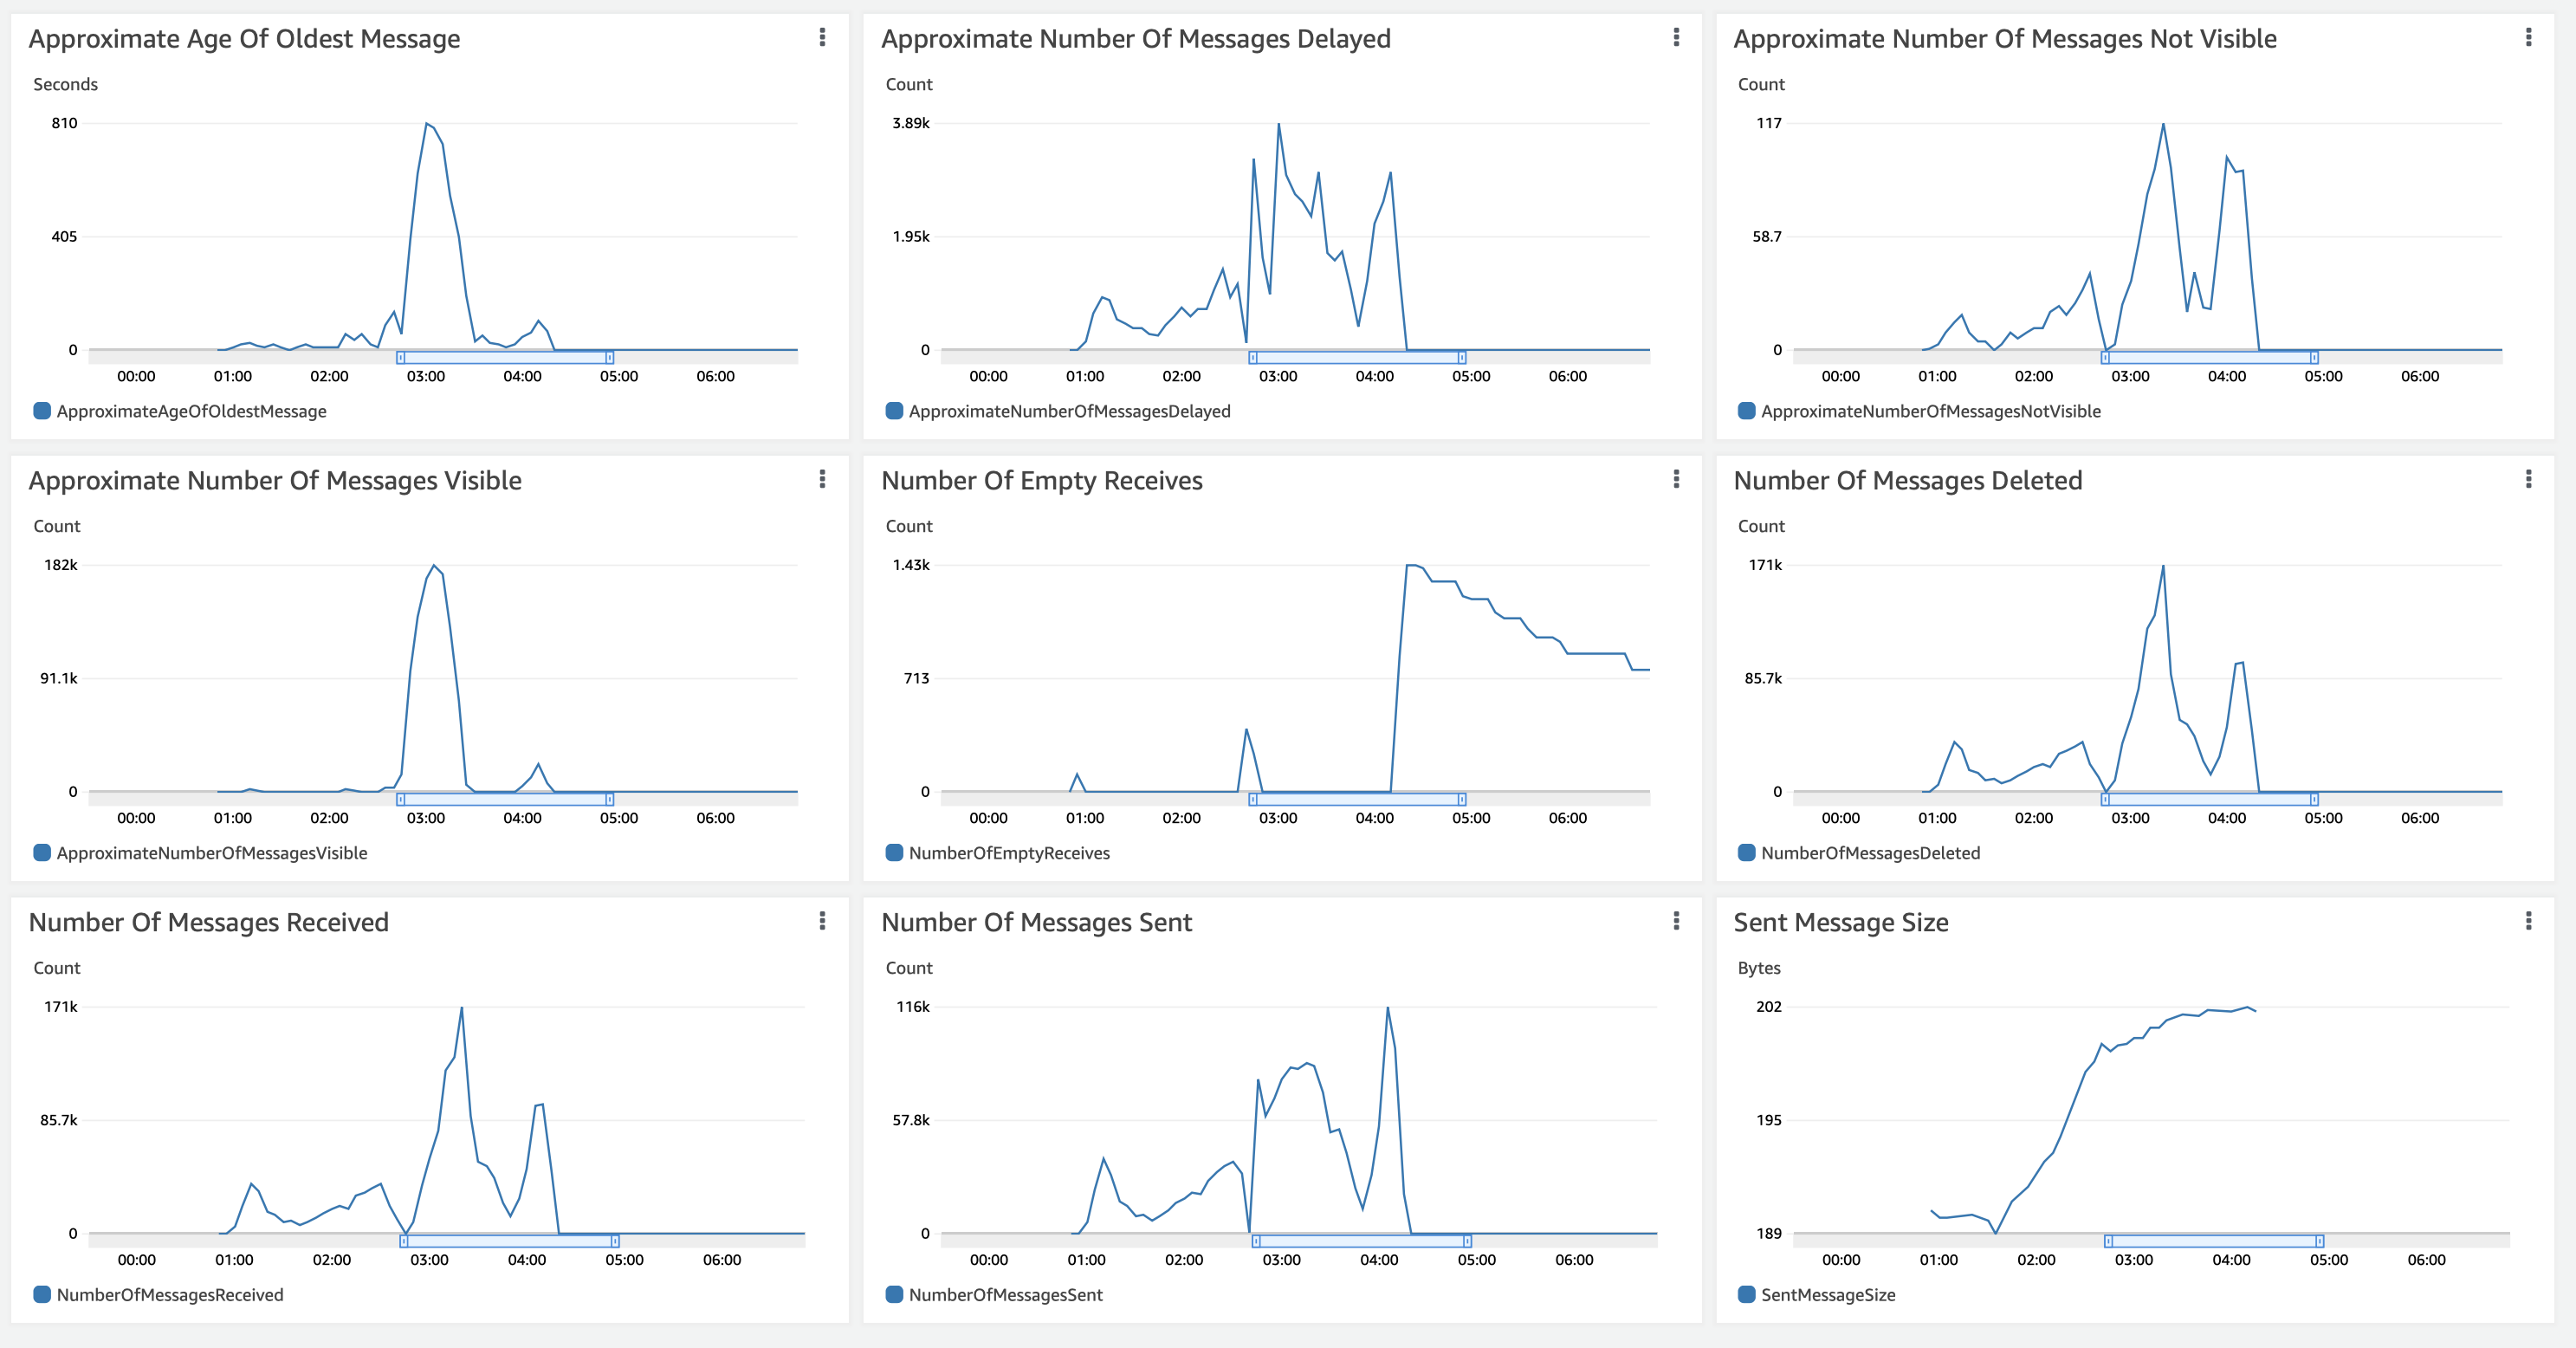 Approximate Age Of Oldest Message
Seconds
810
405
0
00:00 01:00 02:00 03:00 04:00 05:00 06:00
ApproximateAgeOfOldestMessage
Approximate Number Of Messages Delayed
Count
3.89k
1.95k
0
00:00 01:00 02:00 03:00 04:00 05:00 06:00
ApproximateNumberOfMessagesDelayed
Approximate Number Of Messages Not Visible
Count
117
58.7
0
00:00 01:00 02:00 03:00 04:00 05:00 06:00
ApproximateNumberOfMessagesNotVisible
Approximate Number Of Messages Visible
Count
182k
91.1k
0
00:00 01:00 02:00 03:00 04:00 05:00 06:00
ApproximateNumberOfMessagesVisible
Number Of Empty Receives
Count
1.43k
713
0
00:00 01:00 02:00 03:00 04:00 05:00 06:00
NumberOfEmptyReceives
Number Of Messages Deleted
Count
171k
85.7k
0
00:00 01:00 02:00 03:00 04:00 05:00 06:00
NumberOfMessagesDeleted
Number Of Messages Received
Count
171k
85.7k
0
00:00 01:00 02:00 03:00 04:00 05:00 06:00
NumberOfMessagesReceived
Number Of Messages Sent
Count
116k
57.8k
0
00:00 01:00 02:00 03:00 04:00 05:00 06:00
NumberOfMessagesSent
Sent Message Size
Bytes
202
195
189
00:00 01:00 02:00 03:00 04:00 05:00 06:00
SentMessageSize